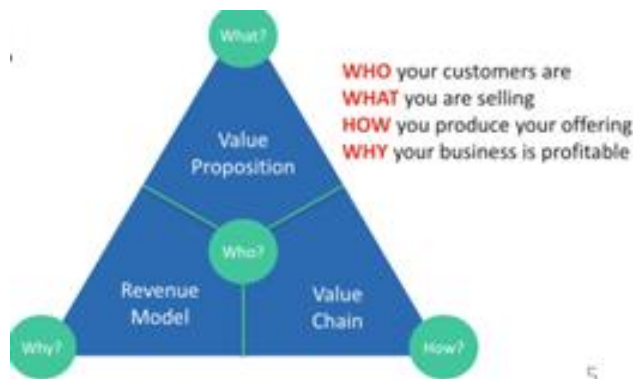 What?
WHO your customers are
WHAT you are selling
HOW you produce your offering
WHY your business is profitable
Value
Proposition
Who?
Revenue
Model
Value
Chain
Why?
How?
5